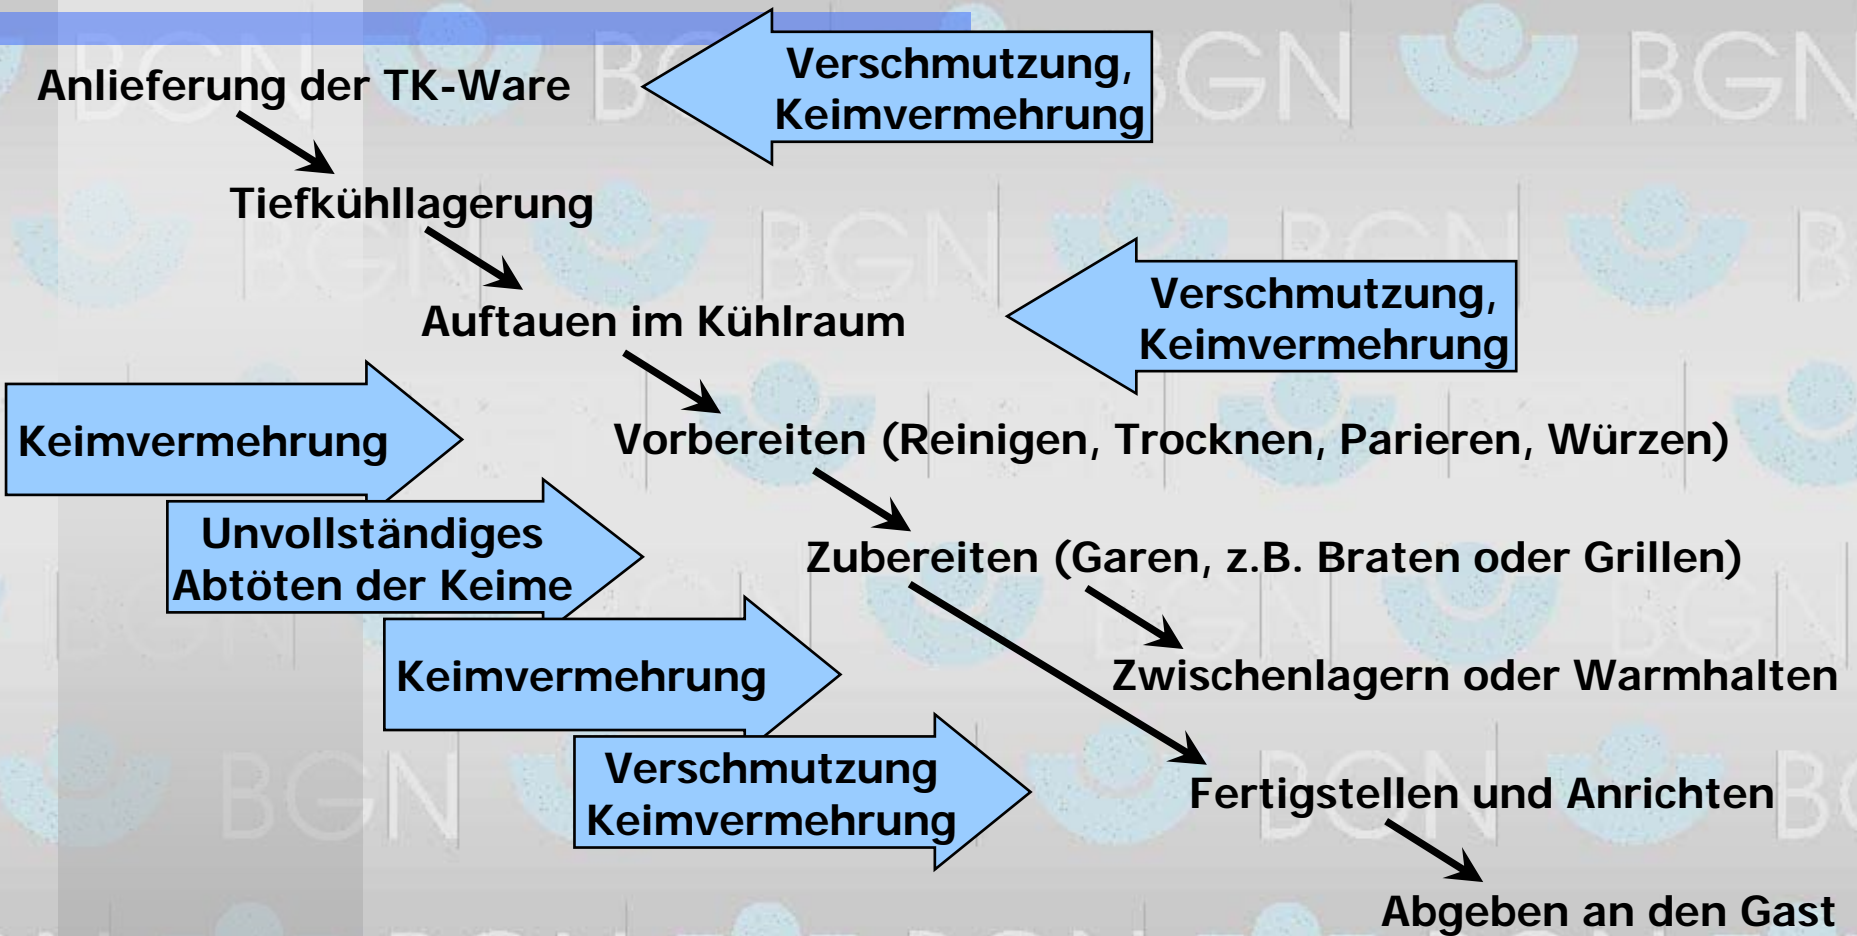 Anlieferung der TK-Ware
Verschmutzung,
Keimvermehrung
Tiefkühllagerung
Auftauen im Kühlraum
Verschmutzung,
Keimvermehrung
Keimvermehrung
Vorbereiten (Reinigen, Trocknen, Parieren, Würzen)
Unvollständiges
Abtöten der Keime
Zubereiten (Garen, z.B. Braten oder Grillen)
Keimvermehrung
Zwischenlagern oder Warmhalten
Verschmutzung
Keimvermehrung
Fertigstellen und Anrichten
Abgeben an den Gast